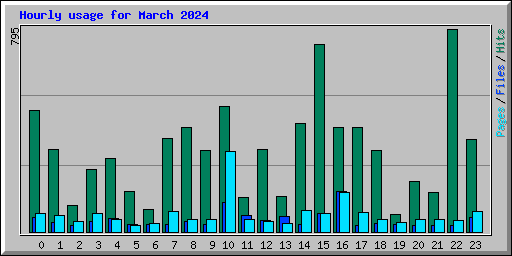 Hourly usage for March 2024
795
Pages/Files/Hits
0 1 2 3 4 5 6 7 8 9 10 11 12 13 14 15 16 17 18 19 20 21 22 23